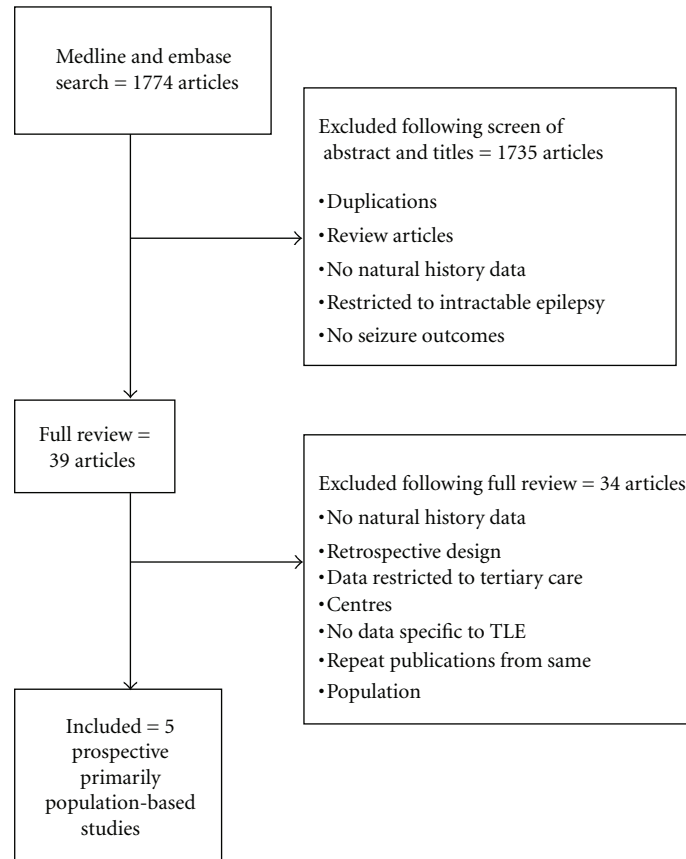 Medline and embase
search = 1774 articles
Excluded following screen of
abstract and titles = 1735 articles
•Duplications
•Review articles
•No natural history data
•Restricted to intractable epilepsy
•No seizure outcomes
Full review =
39 articles
Excluded following full review = 34 articles
•No natural history data
•Retrospective design
•Data restricted to tertiary care
•Centres
•No data specific to TLE
•Repeat publications from same
•Population
Included = 5
prospective
primarily
population-based
studies